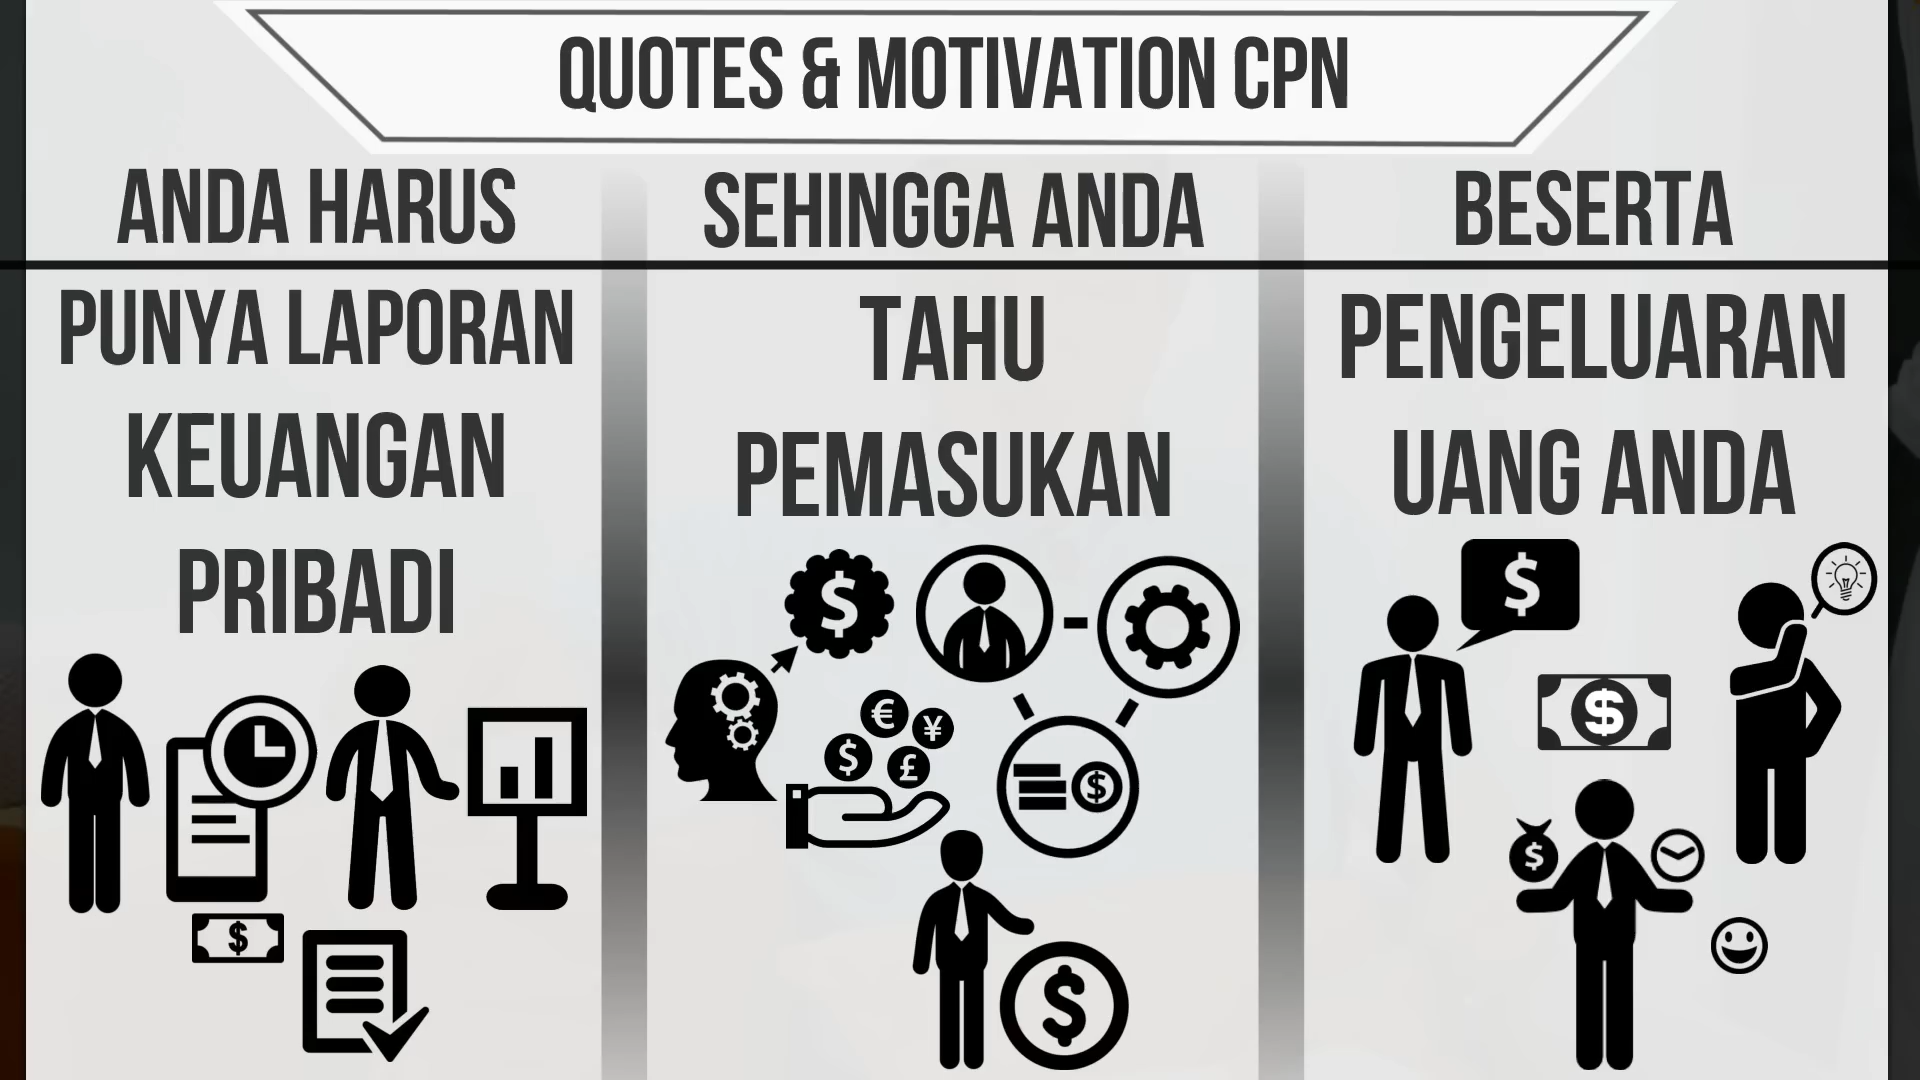 QUOTES & MOTIVATION CPN
ANDA HARUS
PUNYA LAPORAN
KEUANGAN
PRIBADI
$
SEHINGGA ANDA
TAHU
PEMASUKAN
$
€
¥
$
£
$
$
BESERTA
PENGELUARAN
UANG ANDA
$
$
$